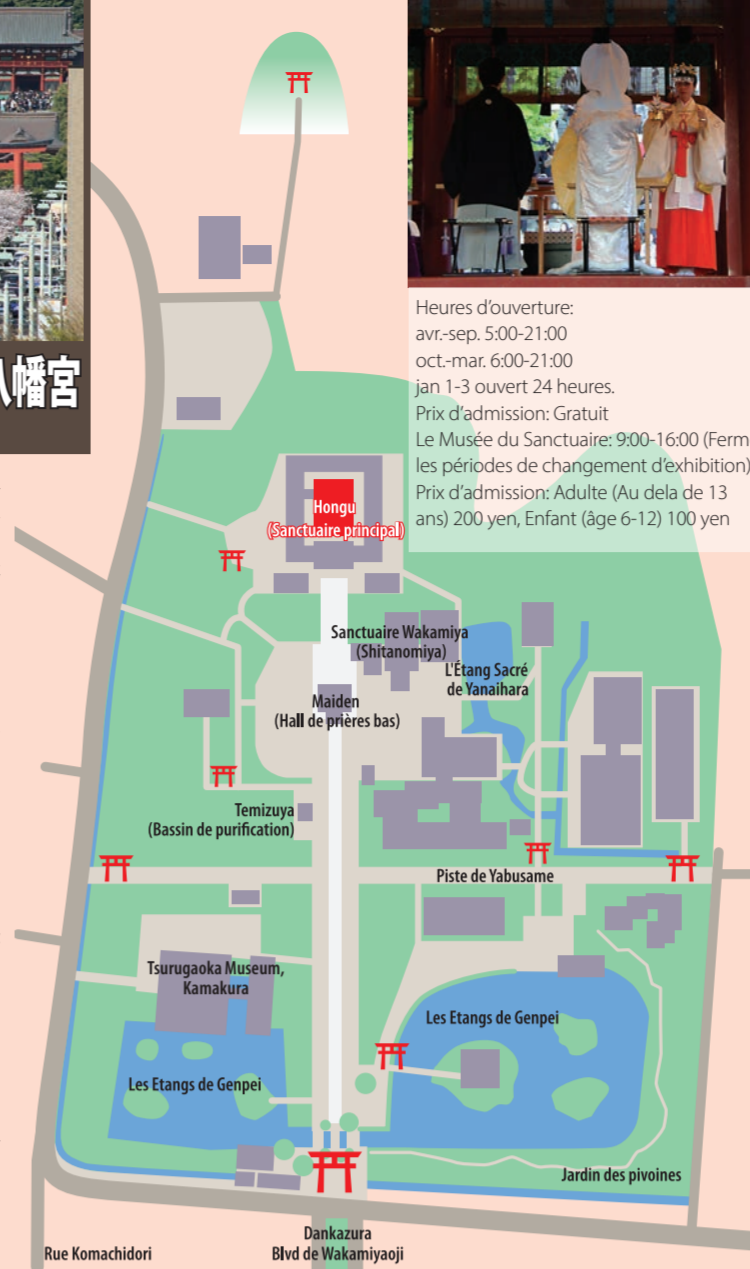 八幡宮
Heures d'ouverture:
avr.-sep. 5:00-21:00
oct.-mar. 6:00-21:00
jan 1-3 ouvert 24 heures.
Prix d'admission: Gratuit
Le Musée du Sanctuaire: 9:00-16:00 (Ferm
les périodes de changement d'exhibition)
Prix d'admission: Adulte (Au dela de 13
ans) 200 yen, Enfant (âge 6-12) 100 yen
Hongu
(Sanctuaire principal)
Sanctuaire Wakamiya
(Shitanomiya)
L'Étang Sacré
de Yanaihara
Maiden
(Hall de prières bas)
Temizuya
(Bassin de purification)
Piste de Yabusame
Tsurugaoka Museum,
Kamakura
Les Etangs de Genpei
Les Etangs de Genpei
Jardin des pivoines
Dankazura
Blvd de Wakamiyaoji
Rue Komachidori